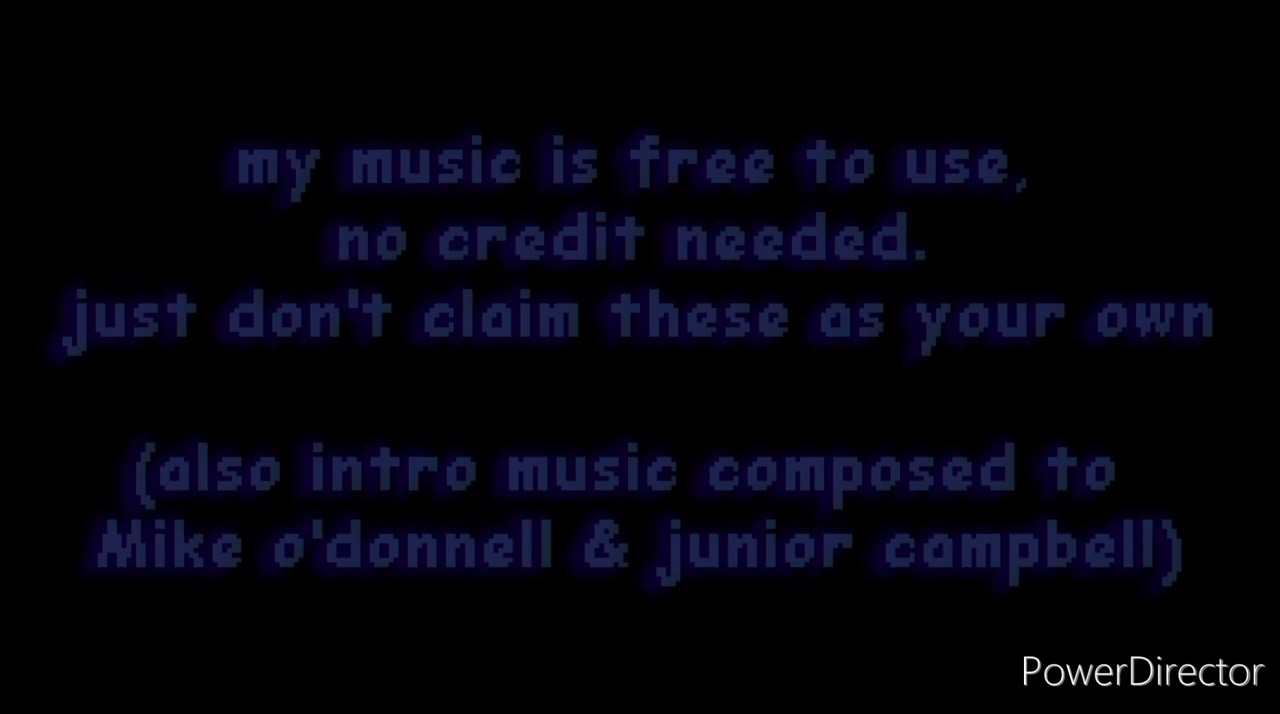 my music is free to use,
no credit needed.
just don't claim these as your own
(also intro music composed to
Mike o'donnell & junior campbell)
PowerDirector